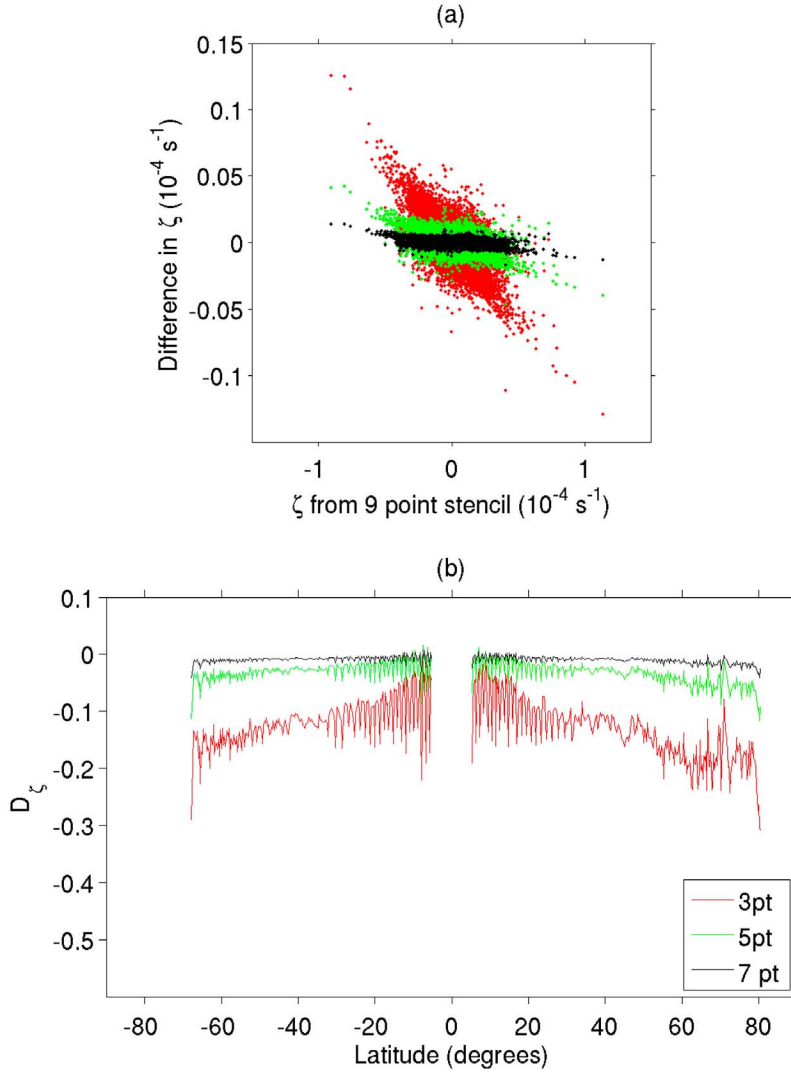 (a)
0.15
0.1
0.05
0
-0.05
-0.1
Difference in ζ (10⁻⁴ s⁻¹)
-1 0 1
ζ from 9 point stencil (10⁻⁴ s⁻¹)
(b)
0.1
0
-0.1
-0.2
-0.3
-0.4
-0.5
D_ζ
-80 -60 -40 -20 0 20 40 60 80
Latitude (degrees)
3pt
5pt
7 pt